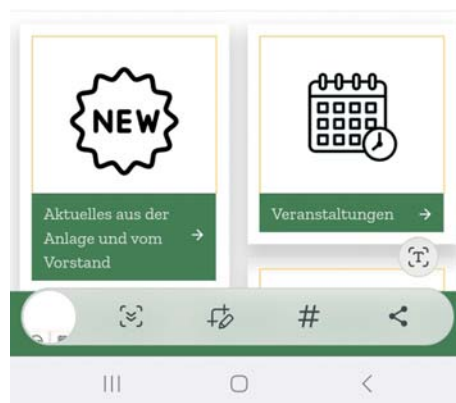 NEW
Aktuelles aus der
Anlage und vom
Vorstand
Veranstaltungen
T
#